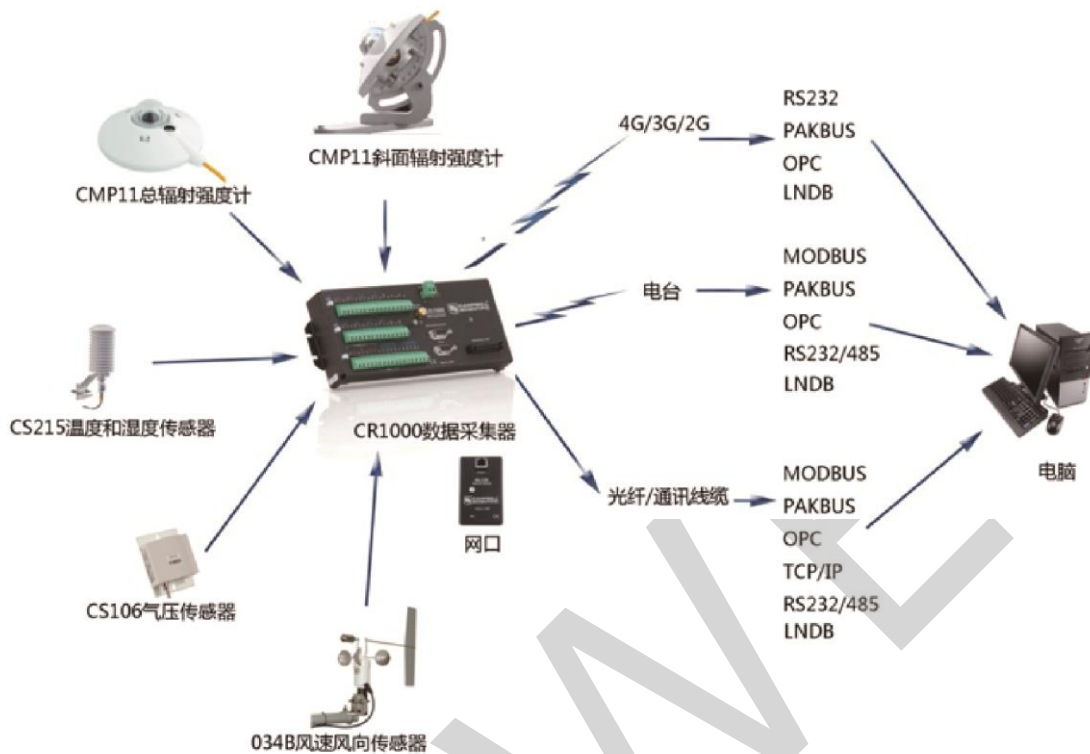 CMP11总辐射强度计
CMP11斜面辐射强度计
CS215温度和湿度传感器
CS106气压传感器
034B风速风向传感器
CR1000数据采集器
网口
4G/3G/2G
RS232
PAKBUS
OPC
LNDB
电台
MODBUS
PAKBUS
OPC
RS232/485
LNDB
光纤/通讯线缆
MODBUS
PAKBUS
OPC
TCP/IP
RS232/485
LNDB
电脑